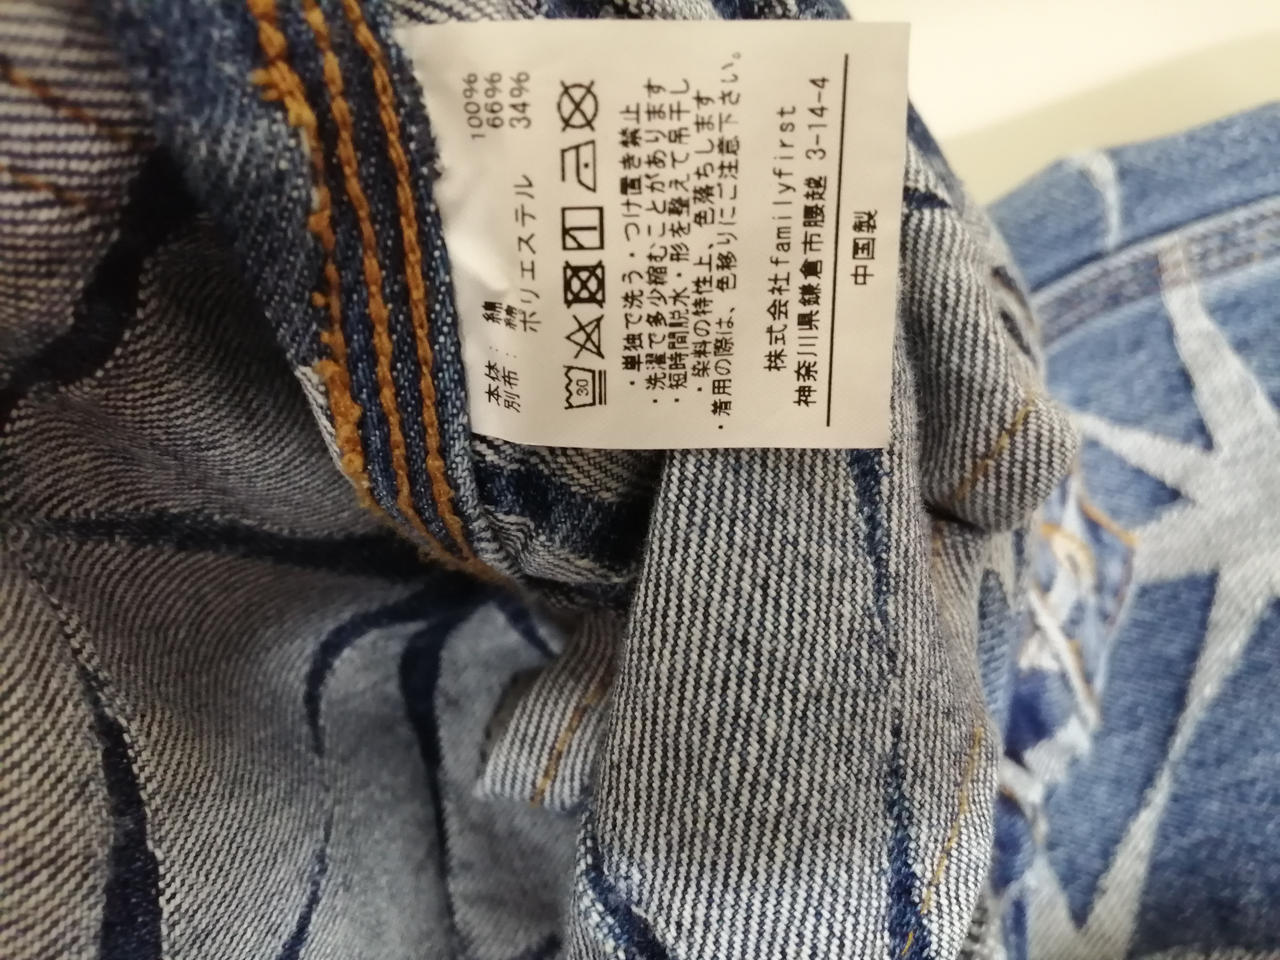 本体： 綿 100%
別布： 綿 66%
ポリエステル 34%
30
・単独で洗う・つけ置き禁止
・洗濯で多少縮むことがあります
・短時間脱水・形を整えて吊干し
・染料の特性上、色落ちします
・着用の際は、色移りにご注意下さい。
株式会社familyfirst
神奈川県鎌倉市腰越 3-14-4
中国製